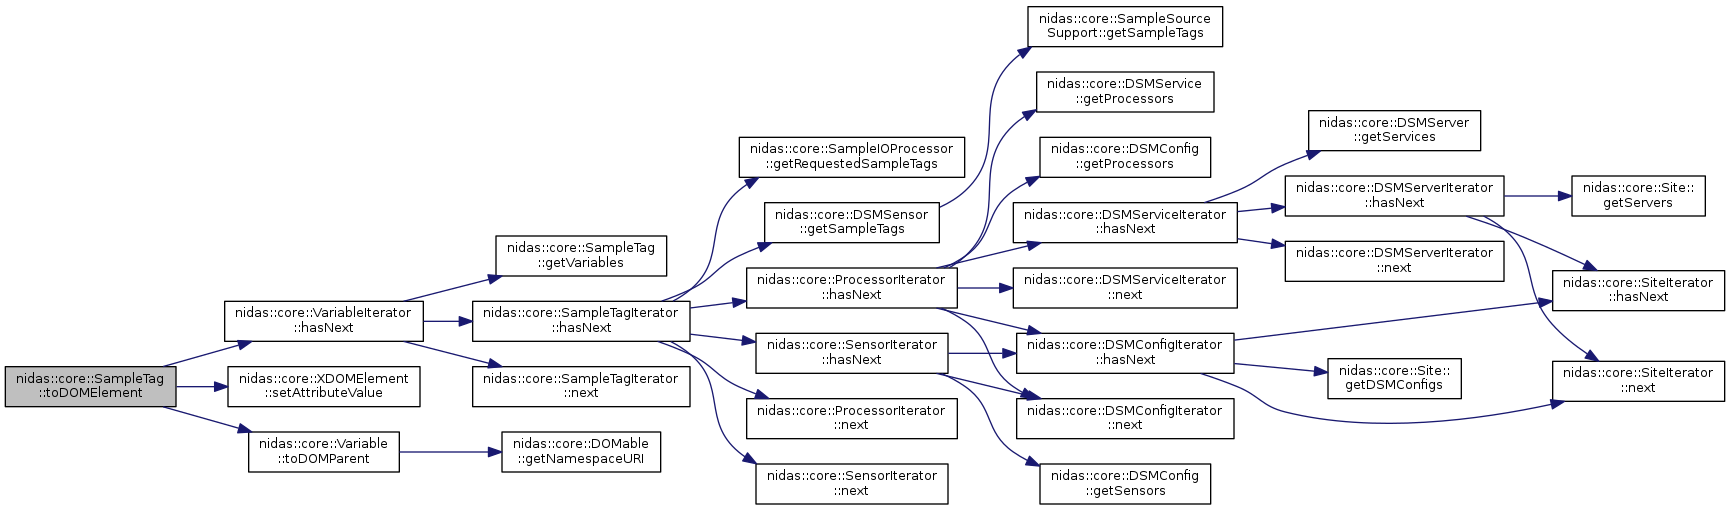 nidas::core::SampleTag
::toDOMElement
nidas::core::VariableIterator
::hasNext
nidas::core::XDOMElement
::setAttributeValue
nidas::core::Variable
::toDOMParent
nidas::core::SampleTag
::getVariables
nidas::core::SampleTagIterator
::hasNext
nidas::core::SampleTagIterator
::next
nidas::core::DOMable
::getNamespaceURI
nidas::core::SampleIOProcessor
::getRequestedSampleTags
nidas::core::DSMSensor
::getSampleTags
nidas::core::ProcessorIterator
::hasNext
nidas::core::SensorIterator
::hasNext
nidas::core::ProcessorIterator
::next
nidas::core::SensorIterator
::next
nidas::core::SampleSource
Support::getSampleTags
nidas::core::DSMService
::getProcessors
nidas::core::DSMConfig
::getProcessors
nidas::core::DSMServiceIterator
::hasNext
nidas::core::DSMServiceIterator
::next
nidas::core::DSMConfigIterator
::hasNext
nidas::core::DSMConfigIterator
::next
nidas::core::DSMConfig
::getSensors
nidas::core::DSMServer
::getServices
nidas::core::DSMServerIterator
::hasNext
nidas::core::DSMServerIterator
::next
nidas::core::Site::
getDSMConfigs
nidas::core::Site::
getServers
nidas::core::SiteIterator
::hasNext
nidas::core::SiteIterator
::next